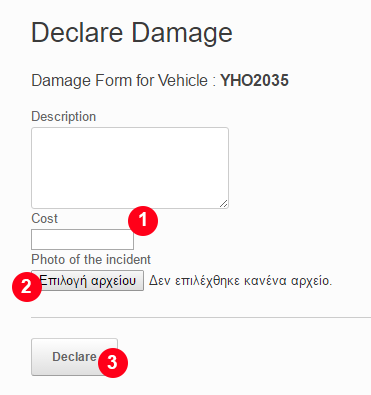 Declare Damage
Damage Form for Vehicle : YHO2035
Description
Cost
1
Photo of the incident
2 Επιλογή αρχείου Δεν επιλέχθηκε κανένα αρχείο.
Declare 3